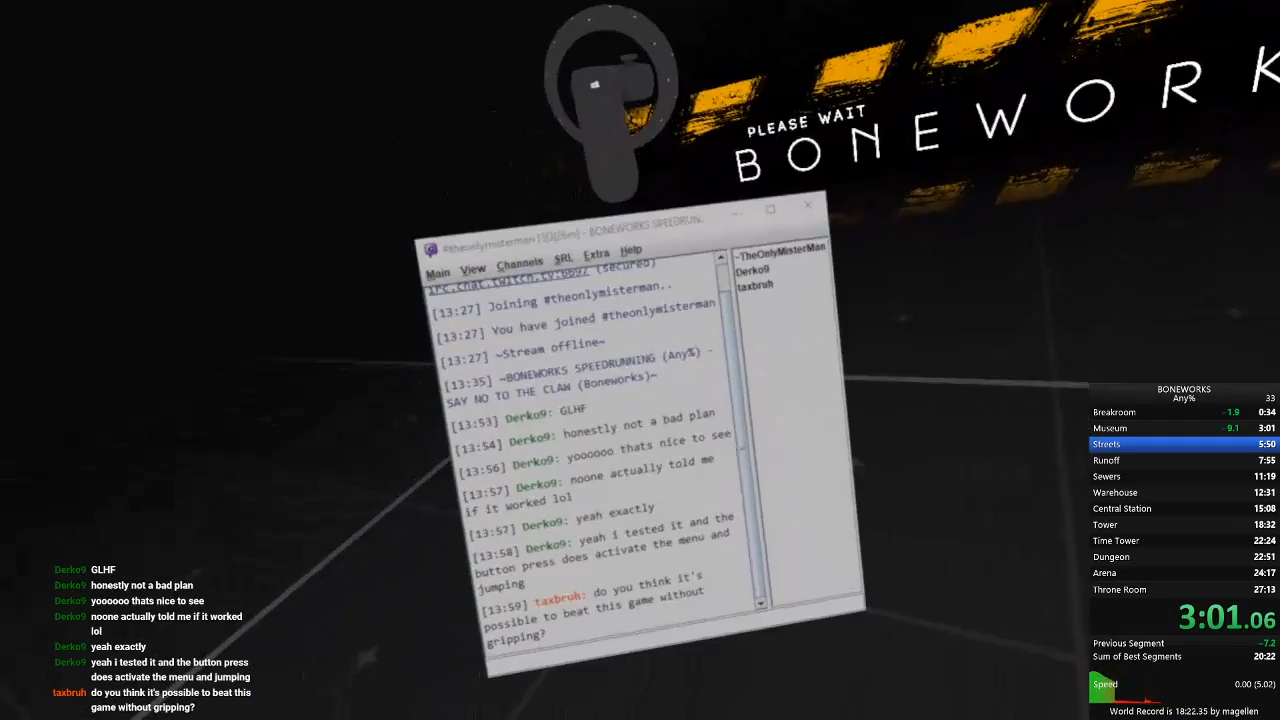 PLEASE WAIT
BONEWORK
#theonlymisterman
- BONEWORKS SPEEDRUN..
Main View Channels SRL Extra Help
(secured)
[13:27] Joining #theonlymisterman..
[13:27] You have joined #theonlymisterman
[13:27] ~Stream offline~
[13:35] ~BONEWORKS SPEEDRUNNING (Any%) -
SAY NO TO THE CLAW (Boneworks)~
[13:53] Derko9: GLHF
[13:54] Derko9: honestly not a bad plan
[13:56] Derko9: yoooooo thats nice to see
[13:57] Derko9: noone actually told me
if it worked lol
[13:57] Derko9: yeah exactly
[13:58] Derko9: yeah i tested it and the
button press does activate the menu and
jumping
[13:59] taxbruh: do you think it's
possible to beat this game without
gripping?
~TheOnlyMisterMan
Derko9
taxbruh
Derko9 GLHF
Derko9 honestly not a bad plan
Derko9 yoooooo thats nice to see
Derko9 noone actually told me if it worked
lol
Derko9 yeah exactly
Derko9 yeah i tested it and the button press
does activate the menu and jumping
taxbruh do you think it's possible to beat this
game without gripping?
BONEWORKS
Any% 33
Breakroom -1.9 0:34
Museum -9.1 3:01
Streets 5:50
Runoff 7:55
Sewers 11:19
Warehouse 12:31
Central Station 15:08
Tower 18:32
Time Tower 22:24
Dungeon 22:51
Arena 24:17
Throne Room 27:13
3:01.06
Previous Segment -7.2
Sum of Best Segments 20:22
Speed 0.00 (5.02)
World Record is 18:22.35 by magellen